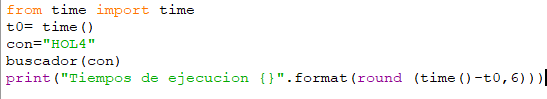 from time import time
t0= time()
con="HOL4"
buscador(con)
print("Tiempos de ejecucion {}".format(round (time()-t0,6)))